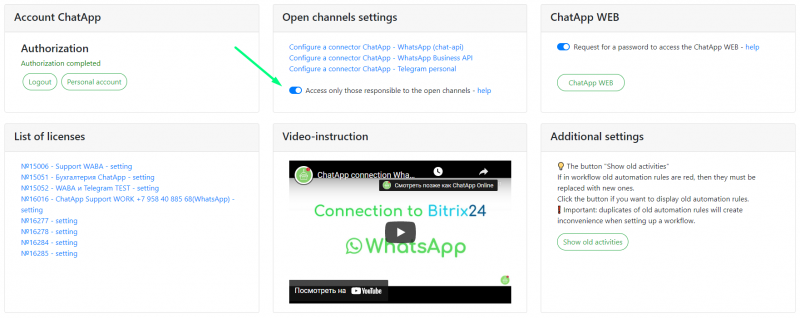 Account ChatApp
Authorization
Authorization completed
Logout
Personal account
Open channels settings
Configure a connector ChatApp - WhatsApp (chat-api)
Configure a connector ChatApp - WhatsApp Business API
Configure a connector ChatApp - Telegram personal
Access only those responsible to the open channels - help
ChatApp WEB
Request for a password to access the ChatApp WEB - help
ChatApp WEB
List of licenses
№15006 - Support WABA - setting
№15051 - Бухгалтерия ChatApp - setting
№15052 - WABA и Telegram TEST - setting
№16016 - ChatApp Support WORK +7 958 40 885 68(WhatsApp) -
setting
№16277 - setting
№16278 - setting
№16284 - setting
№16285 - setting
Video-instruction
ChatApp connection Wha...
Смотреть позже как ChatApp Online
Connection to Bitrix24
WhatsApp
Посмотреть на YouTube
Additional settings
The button "Show old activities"
If in workflow old automation rules are red, then they must be
replaced with new ones.
Click the button if you want to display old automation rules.
Important: duplicates of old automation rules will create
inconvenience when setting up a workflow.
Show old activities